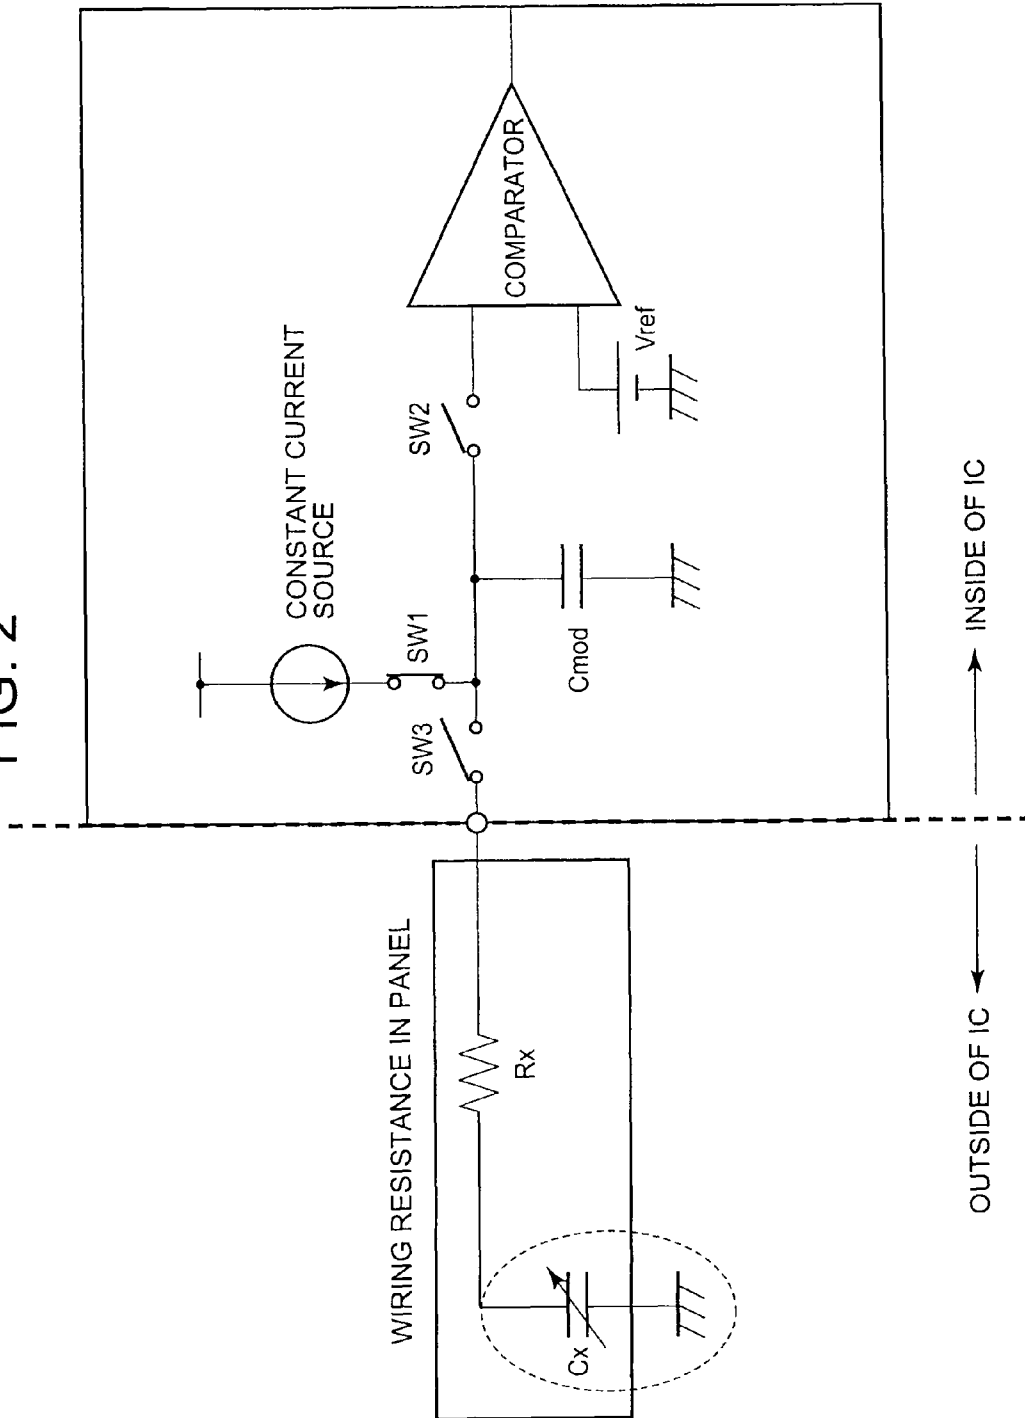 FIG. 2
WIRING RESISTANCE IN PANEL
Rx
Cx
SW3
SW1
CONSTANT CURRENT
SOURCE
Cmod
SW2
COMPARATOR
Vref
OUTSIDE OF IC
INSIDE OF IC